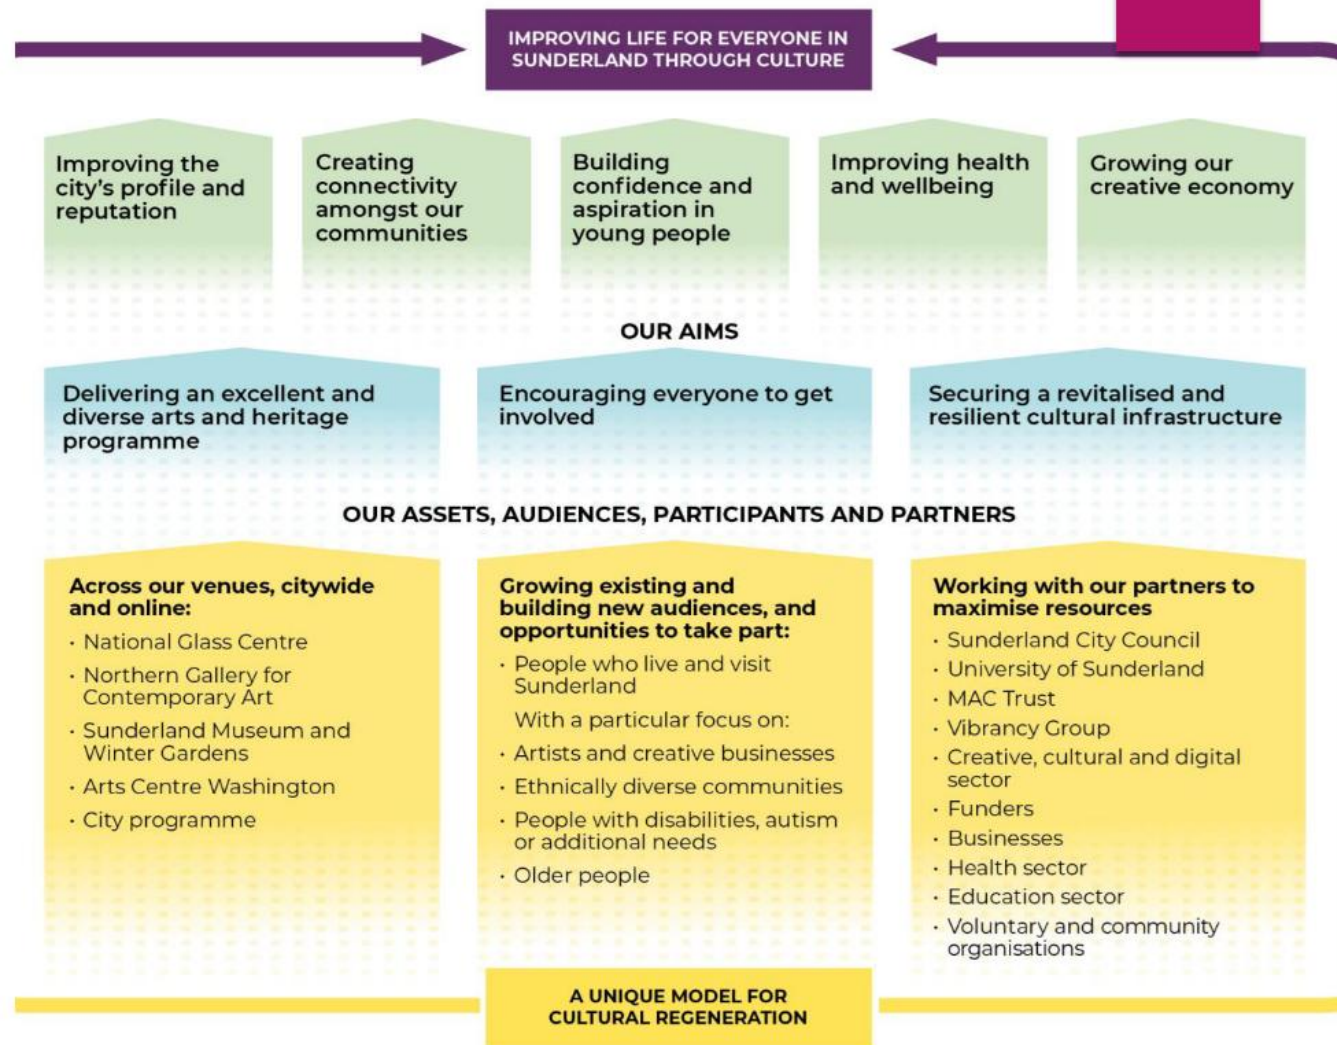 IMPROVING LIFE FOR EVERYONE IN
SUNDERLAND THROUGH CULTURE
Improving the
city's profile and
reputation
Creating
connectivity
amongst our
communities
Building
confidence and
aspiration in
young people
Improving health
and wellbeing
Growing our
creative economy
OUR AIMS
Delivering an excellent and
diverse arts and heritage
programme
Encouraging everyone to get
involved
Securing a revitalised and
resilient cultural infrastructure
OUR ASSETS, AUDIENCES, PARTICIPANTS AND PARTNERS
Across our venues, citywide
and online:
· National Glass Centre
· Northern Gallery for
Contemporary Art
· Sunderland Museum and
Winter Gardens
· Arts Centre Washington
· City programme
Growing existing and
building new audiences, and
opportunities to take part:
· People who live and visit
Sunderland
With a particular focus on:
· Artists and creative businesses
· Ethnically diverse communities
· People with disabilities, autism
or additional needs
· Older people
Working with our partners to
maximise resources
· Sunderland City Council
· University of Sunderland
· MAC Trust
· Vibrancy Group
· Creative, cultural and digital
sector
· Funders
· Businesses
· Health sector
· Education sector
· Voluntary and community
organisations
A UNIQUE MODEL FOR
CULTURAL REGENERATION